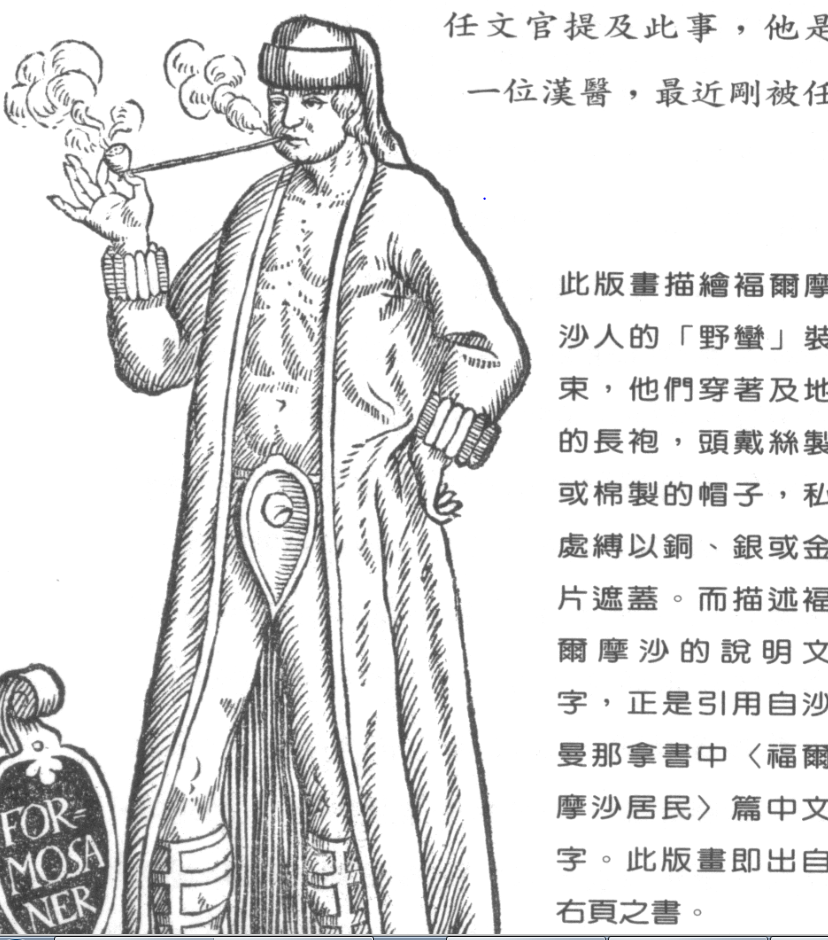 任文官提及此事，他是
一位漢醫，最近剛被任
此版畫描繪福爾摩
沙人的「野蠻」裝
束，他們穿著及地
的長袍，頭戴絲製
或棉製的帽子，私
處縛以銅、銀或金
片遮蓋。而描述福
爾摩沙的說明文
字，正是引用自沙
曼那拿書中〈福爾
摩沙居民〉篇中文
字。此版畫即出自
右頁之書。
FOR=
MOSA
NER